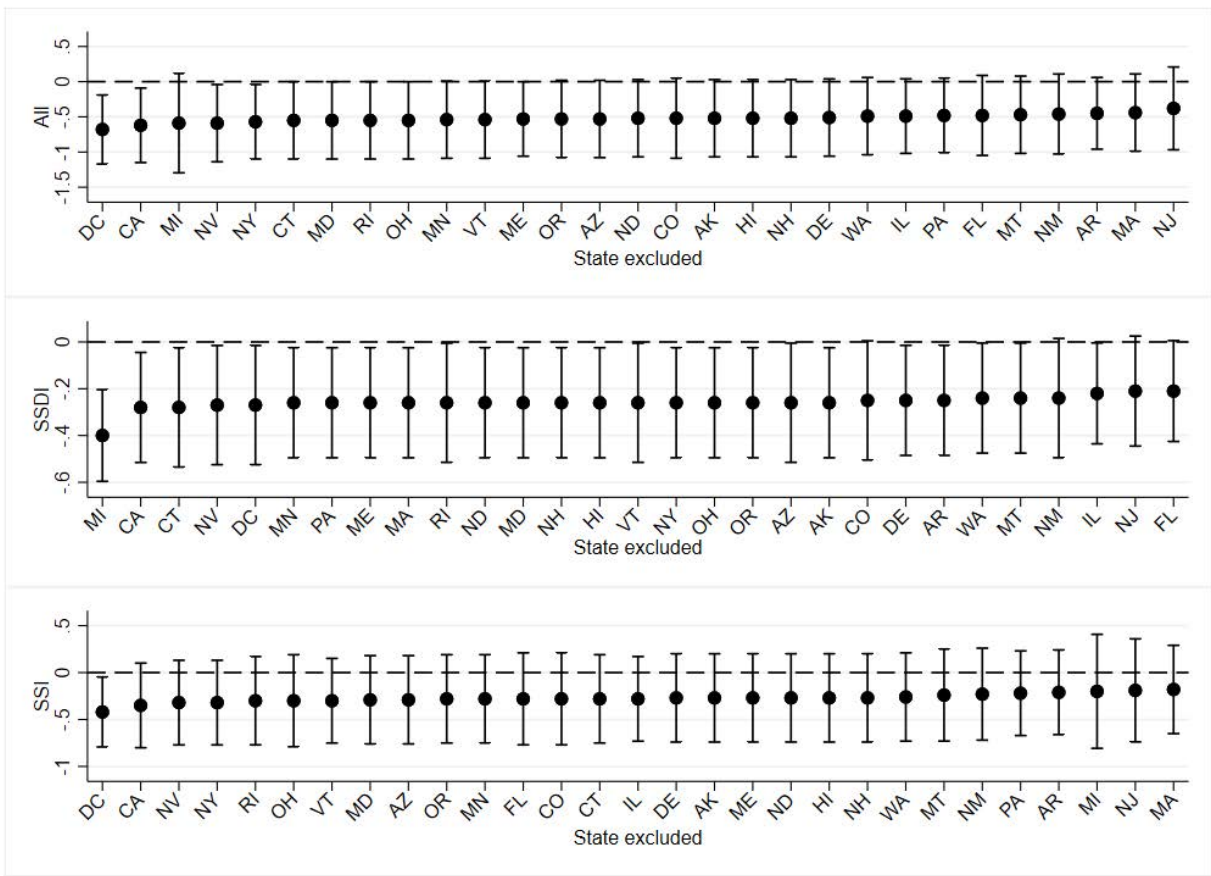 All
.5
0
-.5
-1
-1.5
DC CA MI NV NY CT MD RI OH MN VT ME OR AZ ND CO AK HI NH DE WA IL PA FL MT NM AR MA NJ
State excluded
SSDI
0
-.2
-.4
-.6
MI CA CT NV DC MN PA ME MA RI ND MD NH HI VT NY OH OR AZ AK CO DE AR WA MT NM IL NJ FL
State excluded
SSI
.5
0
-.5
-1
DC CA NV NY RI OH VT MD AZ OR MN FL CO CT IL DE AK ME ND HI NH WA MT NM PA AR MI NJ MA
State excluded